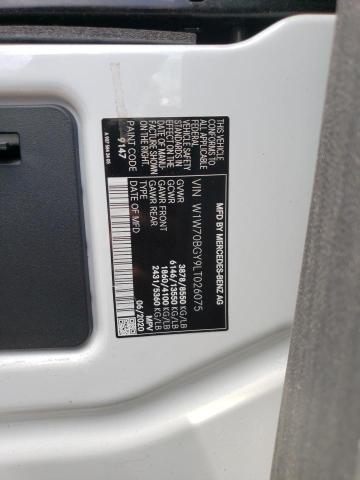 MFD BY MERCEDES-BENZ AG
VIN W1W70BGY9LT026075
GVWR 3878/8550 KG/LB
GCWR 6146/13550 KG/LB
GAWR FRONT 1860/4100 KG/LB
GAWR REAR 2431/5360 KG/LB
MPV
DATE OF MFD. 06/2020
THIS VEHICLE CONFORMS
TO ALL APPLICABLE
FEDERAL MOTOR
VEHICLE SAFETY
STANDARDS IN EFFECT
ON THE DATE OF MANU-
FACTURE SHOWN
ON THE RIGHT.
PAINT CODE:
9147